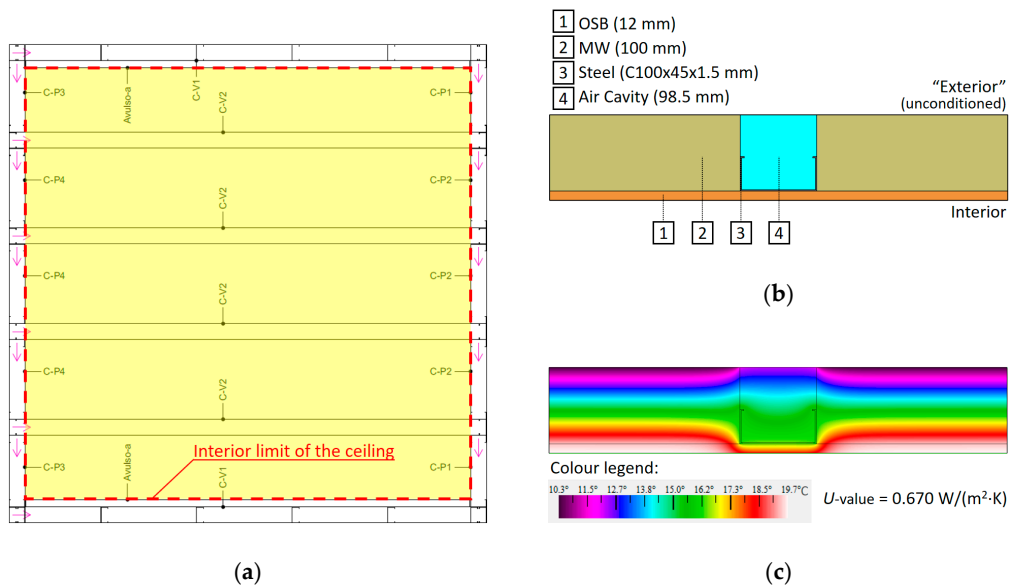 C-P3
Avulso-a
C-V1
C-V2
C-P1
C-P4
C-V2
C-P2
C-P4
C-V2
C-P2
C-P4
C-V2
C-P2
C-P3
Avulso-a
C-V1
C-P1
Interior limit of the ceiling
(a)
1 OSB (12 mm)
2 MW (100 mm)
3 Steel (C100x45x1.5 mm)
4 Air Cavity (98.5 mm)
“Exterior”
(unconditioned)
Interior
1 2 3 4
(b)
Colour legend:
10.3° 11.5° 12.7° 13.8° 15.0° 16.2° 17.3° 18.5° 19.7°C
U-value = 0.670 W/(m²·K)
(c)